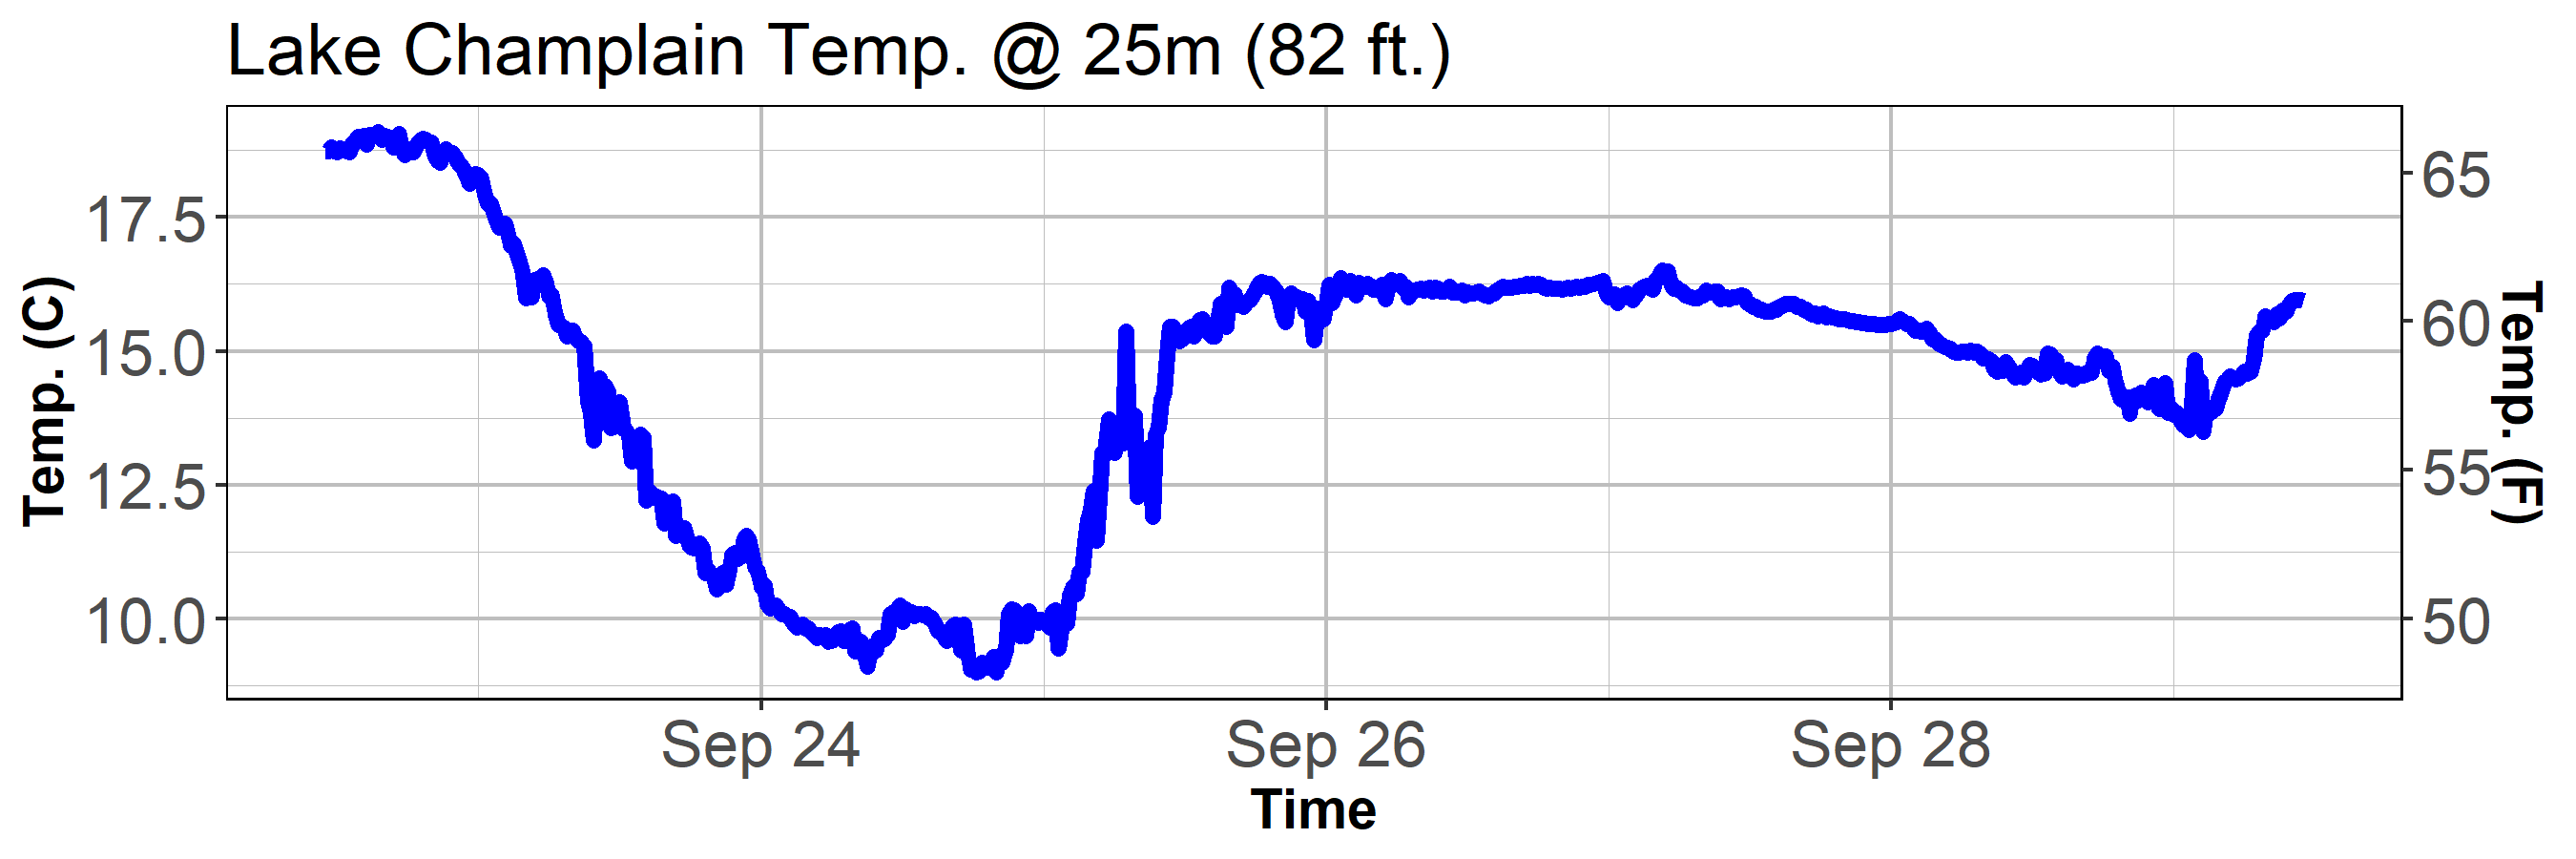 Lake Champlain Temp. @ 25m (82 ft.)
Temp. (C)
17.5
15.0
12.5
10.0
65
60
55
50
Temp. (F)
Sep 24 Sep 26 Sep 28
Time